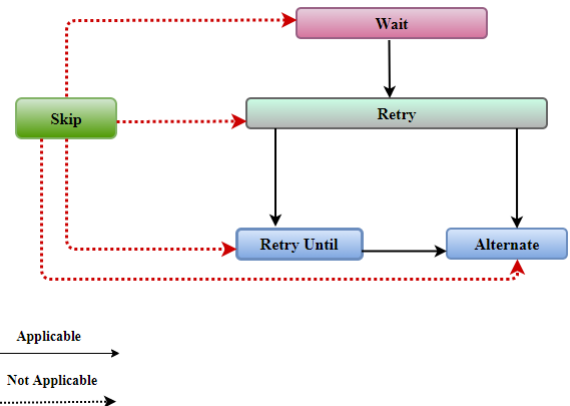 Wait
Skip
Retry
Retry Until
Alternate
Applicable
Not Applicable